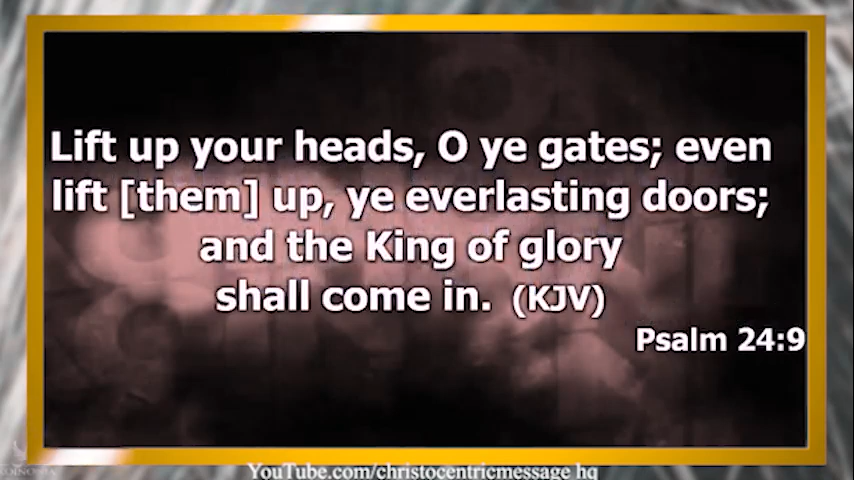 Lift up your heads, O ye gates; even
lift [them] up, ye everlasting doors;
and the King of glory
shall come in. (KJV)
Psalm 24:9
YouTube.com/christocentricmessage hq